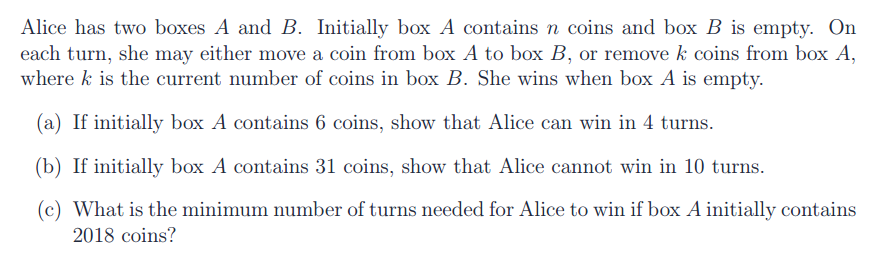 Alice has two boxes A and B. Initially box A contains n coins and box B is empty. On
each turn, she may either move a coin from box A to box B, or remove k coins from box A,
where k is the current number of coins in box B. She wins when box A is empty.
(a) If initially box A contains 6 coins, show that Alice can win in 4 turns.
(b) If initially box A contains 31 coins, show that Alice cannot win in 10 turns.
(c) What is the minimum number of turns needed for Alice to win if box A initially contains
2018 coins?